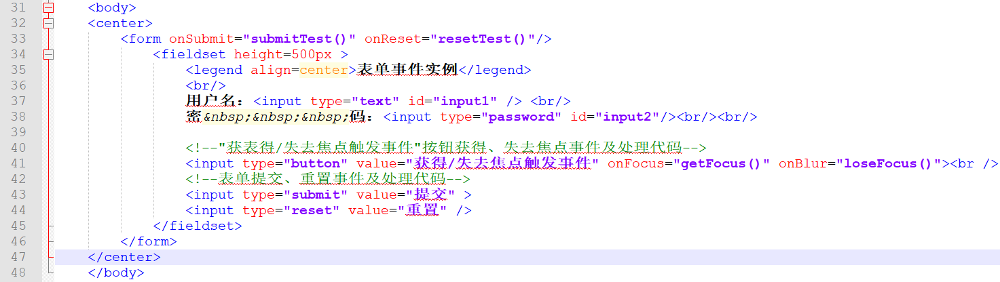 31 <body>
32 <center>
33 <form onSubmit="submitTest()" onReset="resetTest()"/>
34 <fieldset height=500px >
35 <legend align=center>表单事件实例</legend>
36 <br/>
37 用户名：<input type="text" id="input1" /> <br/>
38 密&nbsp;&nbsp;&nbsp;码：<input type="password" id="input2"/><br/><br/>
39
40 <!--"获表得/失去焦点触发事件"按钮获得、失去焦点事件及处理代码-->
41 <input type="button" value="获得/失去焦点触发事件" onFocus="getFocus()" onBlur="loseFocus()"><br />
42 <!--表单提交、重置事件及处理代码-->
43 <input type="submit" value="提交" >
44 <input type="reset" value="重置" />
45 </fieldset>
46 </form>
47 </center>
48 </body>